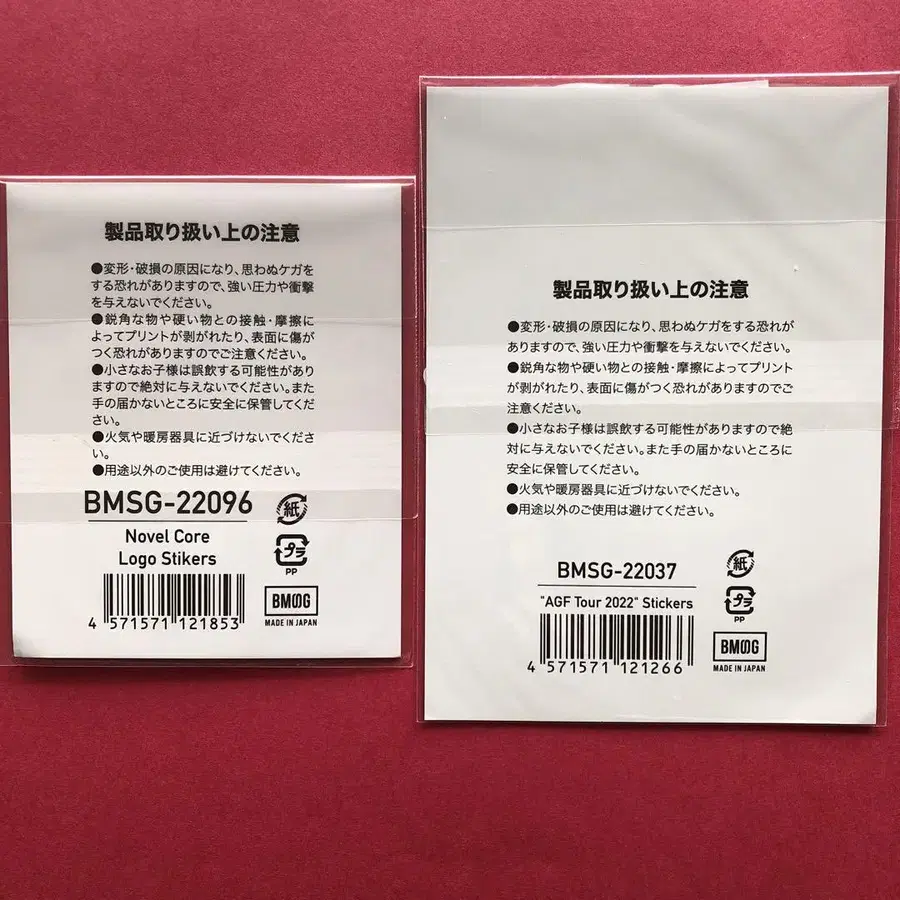 製品取り扱い上の注意
●変形・破損の原因になり、思わぬケガを
する恐れがありますので、強い圧力や衝撃
を与えないでください。
●鋭角な物や硬い物との接触・摩擦に
よってプリントが剥がれたり、表面に傷が
つく恐れがありますのでご注意ください。
●小さなお子様は誤飲する可能性があり
ますので絶対に与えないでください。また
手の届かないところに安全に保管してくだ
さい。
●火気や暖房器具に近づけないでくださ
い。
●用途以外のご使用は避けてください。
BMSG-22096
Novel Core
Logo Stikers
4 571571 121853
紙
プラ
PP
BMSG
MADE IN JAPAN
製品取り扱い上の注意
●変形・破損の原因になり、思わぬケガをする恐れが
ありますので、強い圧力や衝撃を与えないでください。
●鋭角な物や硬い物との接触・摩擦によってプリント
が剥がれたり、表面に傷がつく恐れがありますのでご
注意ください。
●小さなお子様は誤飲する可能性がありますので絶
対に与えないでください。また手の届かないところに
安全に保管してください。
●火気や暖房器具に近づけないでください。
●用途以外のご使用は避けてください。
BMSG-22037
"AGF Tour 2022" Stickers
4 571571 121266
紙
プラ
PP
BMSG
MADE IN JAPAN